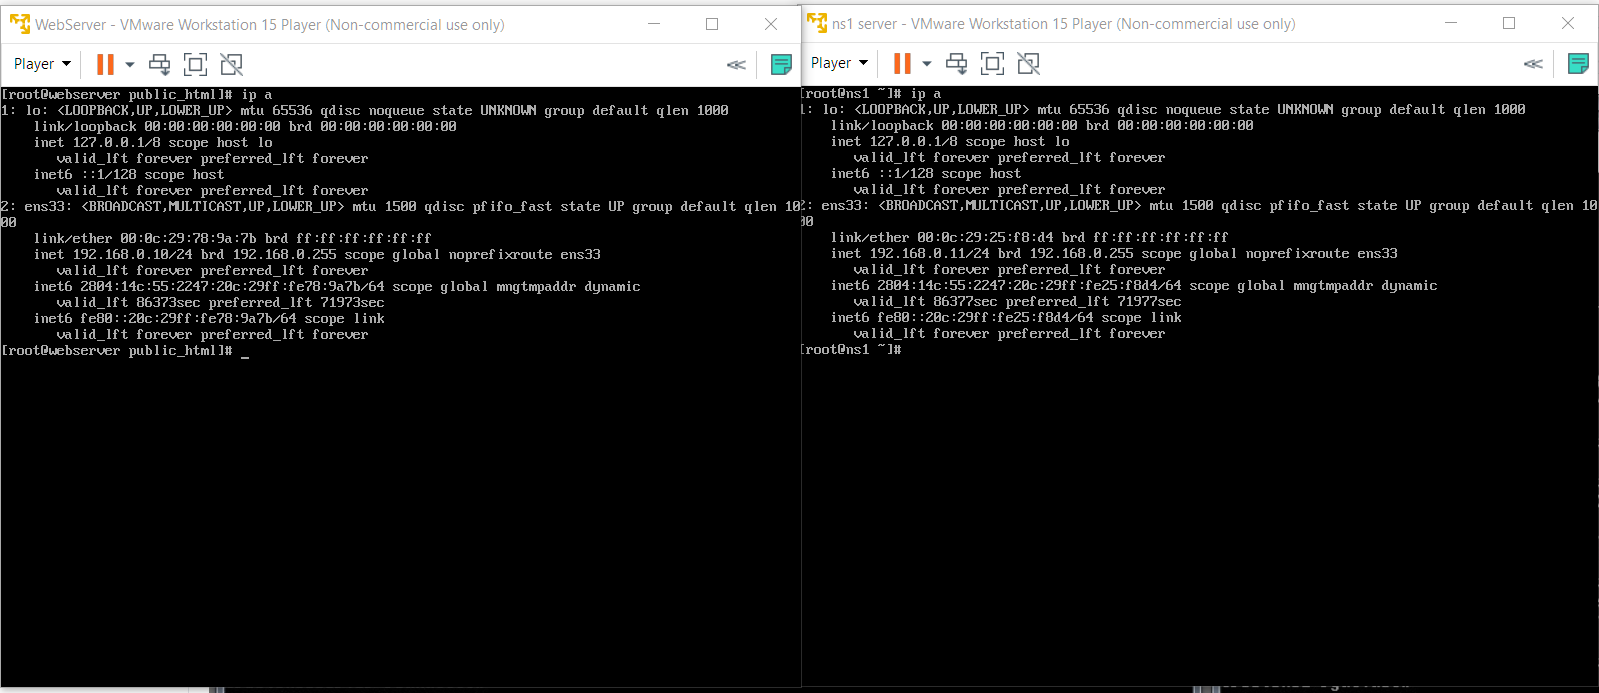 WebServer - VMware Workstation 15 Player (Non-commercial use only)
Player
[root@webserver public_html]# ip a
1: lo: <LOOPBACK,UP,LOWER_UP> mtu 65536 qdisc noqueue state UNKNOWN group default qlen 1000
link/loopback 00:00:00:00:00:00 brd 00:00:00:00:00:00
inet 127.0.0.1/8 scope host lo
valid_lft forever preferred_lft forever
inet6 ::1/128 scope host
valid_lft forever preferred_lft forever
2: ens33: <BROADCAST,MULTICAST,UP,LOWER_UP> mtu 1500 qdisc pfifo_fast state UP group default qlen 10
00
link/ether 00:0c:29:78:9a:7b brd ff:ff:ff:ff:ff:ff
inet 192.168.0.10/24 brd 192.168.0.255 scope global noprefixroute ens33
valid_lft forever preferred_lft forever
inet6 2804:14c:55:2247:20c:29ff:fe78:9a7b/64 scope global mngtmpaddr dynamic
valid_lft 86373sec preferred_lft 71973sec
inet6 fe80::20c:29ff:fe78:9a7b/64 scope link
valid_lft forever preferred_lft forever
[root@webserver public_html]# _
ns1 server - VMware Workstation 15 Player (Non-commercial use only)
Player
[root@ns1 ~]# ip a
1: lo: <LOOPBACK,UP,LOWER_UP> mtu 65536 qdisc noqueue state UNKNOWN group default qlen 1000
link/loopback 00:00:00:00:00:00 brd 00:00:00:00:00:00
inet 127.0.0.1/8 scope host lo
valid_lft forever preferred_lft forever
inet6 ::1/128 scope host
valid_lft forever preferred_lft forever
2: ens33: <BROADCAST,MULTICAST,UP,LOWER_UP> mtu 1500 qdisc pfifo_fast state UP group default qlen 10
00
link/ether 00:0c:29:25:f8:d4 brd ff:ff:ff:ff:ff:ff
inet 192.168.0.11/24 brd 192.168.0.255 scope global noprefixroute ens33
valid_lft forever preferred_lft forever
inet6 2804:14c:55:2247:20c:29ff:fe25:f8d4/64 scope global mngtmpaddr dynamic
valid_lft 86377sec preferred_lft 71977sec
inet6 fe80::20c:29ff:fe25:f8d4/64 scope link
valid_lft forever preferred_lft forever
[root@ns1 ~]#